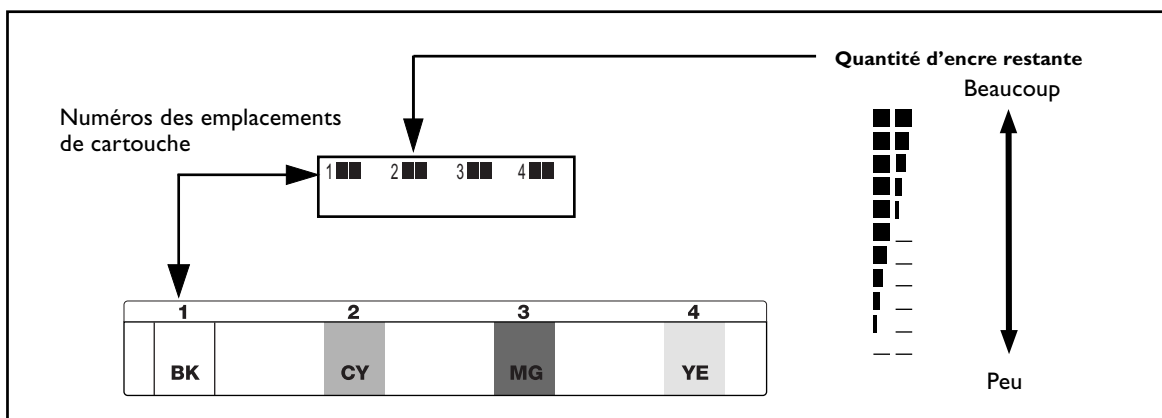 Quantité d’encre restante
Beaucoup
Numéros des emplacements
de cartouche
1 2 3 4
1 2 3 4
BK CY MG YE
Peu